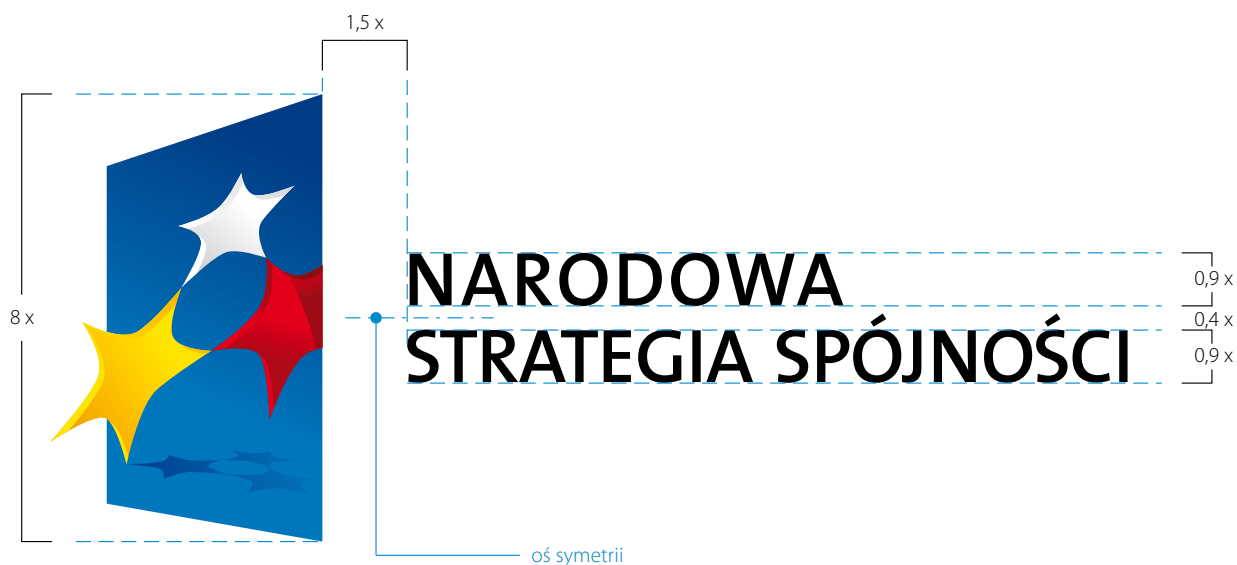 1,5 x
8 x
NARODOWA
STRATEGIA SPÓJNOŚCI
0,9 x
0,4 x
0,9 x
oś symetrii